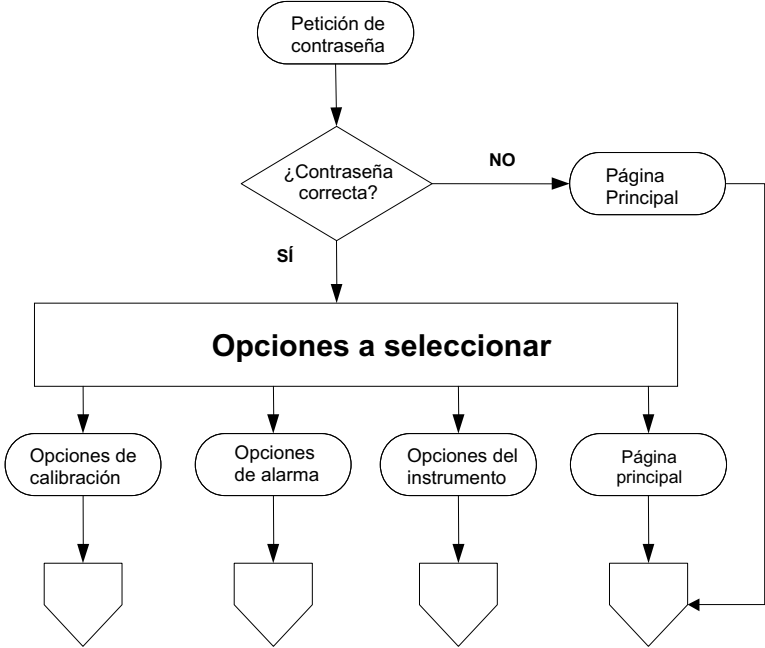 Petición de
contraseña
¿Contraseña
correcta?
NO
Página
Principal
SÍ
Opciones a seleccionar
Opciones de
calibración
Opciones
de alarma
Opciones del
instrumento
Página
principal